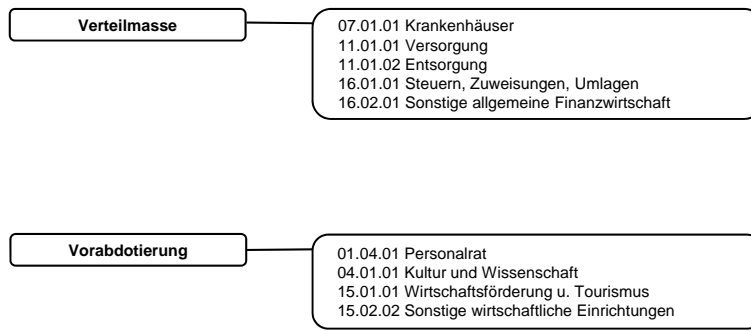 Verteilmasse
07.01.01 Krankenhäuser
11.01.01 Versorgung
11.01.02 Entsorgung
16.01.01 Steuern, Zuweisungen, Umlagen
16.02.01 Sonstige allgemeine Finanzwirtschaft
Vorabdotierung
01.04.01 Personalrat
04.01.01 Kultur und Wissenschaft
15.01.01 Wirtschaftsförderung u. Tourismus
15.02.02 Sonstige wirtschaftliche Einrichtungen